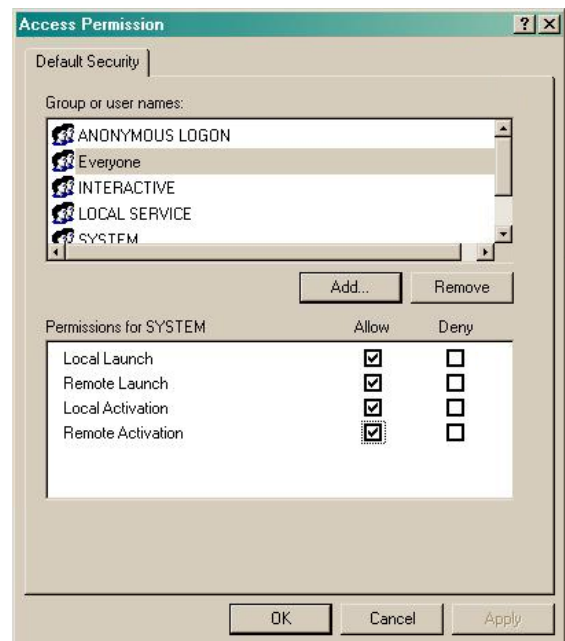 Access Permission
Default Security
Group or user names:
ANONYMOUS LOGON
Everyone
INTERACTIVE
LOCAL SERVICE
SYSTEM
Add... Remove
Permissions for SYSTEM Allow Deny
Local Launch
Remote Launch
Local Activation
Remote Activation
OK Cancel Apply